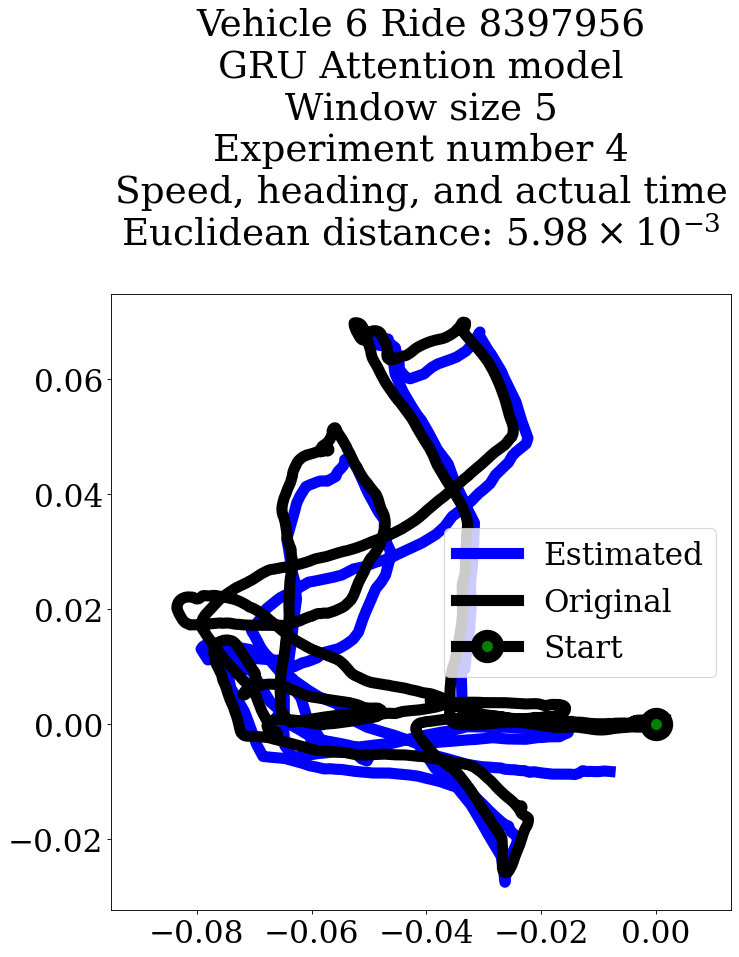 Vehicle 6 Ride 8397956
GRU Attention model
Window size 5
Experiment number 4
Speed, heading, and actual time
Euclidean distance: 5.98 × 10⁻³
0.06
0.04
0.02
0.00
−0.02
Estimated
Original
Start
−0.08 −0.06 −0.04 −0.02 0.00